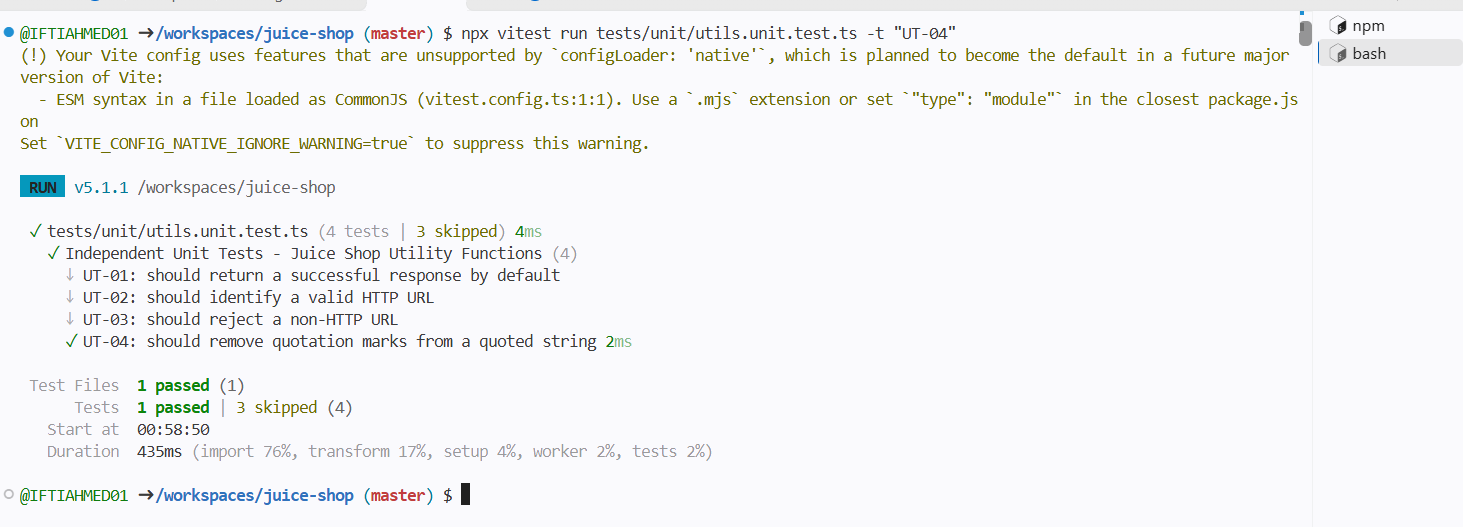 @IFTIAHMED01 ➜/workspaces/juice-shop (master) $ npx vitest run tests/unit/utils.unit.test.ts -t "UT-04"
(!) Your Vite config uses features that are unsupported by `configLoader: 'native'`, which is planned to become the default in a future major
version of Vite:
  - ESM syntax in a file loaded as CommonJS (vitest.config.ts:1:1). Use a `.mjs` extension or set `"type": "module"` in the closest package.js
on
Set `VITE_CONFIG_NATIVE_IGNORE_WARNING=true` to suppress this warning.
RUN v5.1.1 /workspaces/juice-shop
✓ tests/unit/utils.unit.test.ts (4 tests | 3 skipped) 4ms
✓ Independent Unit Tests - Juice Shop Utility Functions (4)
↓ UT-01: should return a successful response by default
↓ UT-02: should identify a valid HTTP URL
↓ UT-03: should reject a non-HTTP URL
✓ UT-04: should remove quotation marks from a quoted string 2ms
Test Files 1 passed (1)
Tests 1 passed | 3 skipped (4)
Start at 00:58:50
Duration 435ms (import 76%, transform 17%, setup 4%, worker 2%, tests 2%)
@IFTIAHMED01 ➜/workspaces/juice-shop (master) $
npm
bash